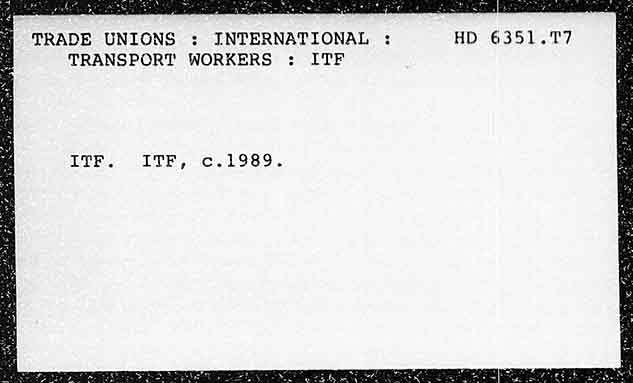 TRADE UNIONS : INTERNATIONAL : HD 6351.T7
TRANSPORT WORKERS : ITF
ITF. ITF, c.1989.